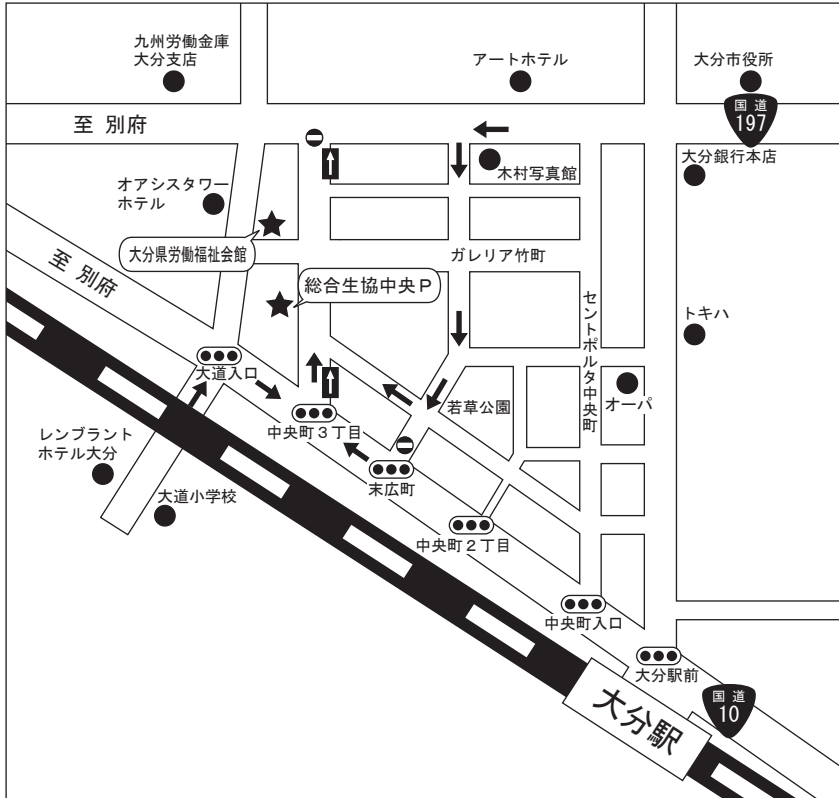 九州労働金庫
大分支店
アートホテル
大分市役所
国道
197
至 別府
木村写真館
大分銀行本店
オアシスタワー
ホテル
大分県労働福祉会館
ガレリア竹町
至 別府
総合生協中央P
セントポルタ中央町
トキハ
大道入口
オーパ
若草公園
中央町3丁目
レンブラント
ホテル大分
末広町
大道小学校
中央町2丁目
中央町入口
大分駅前
国道
10
大分駅